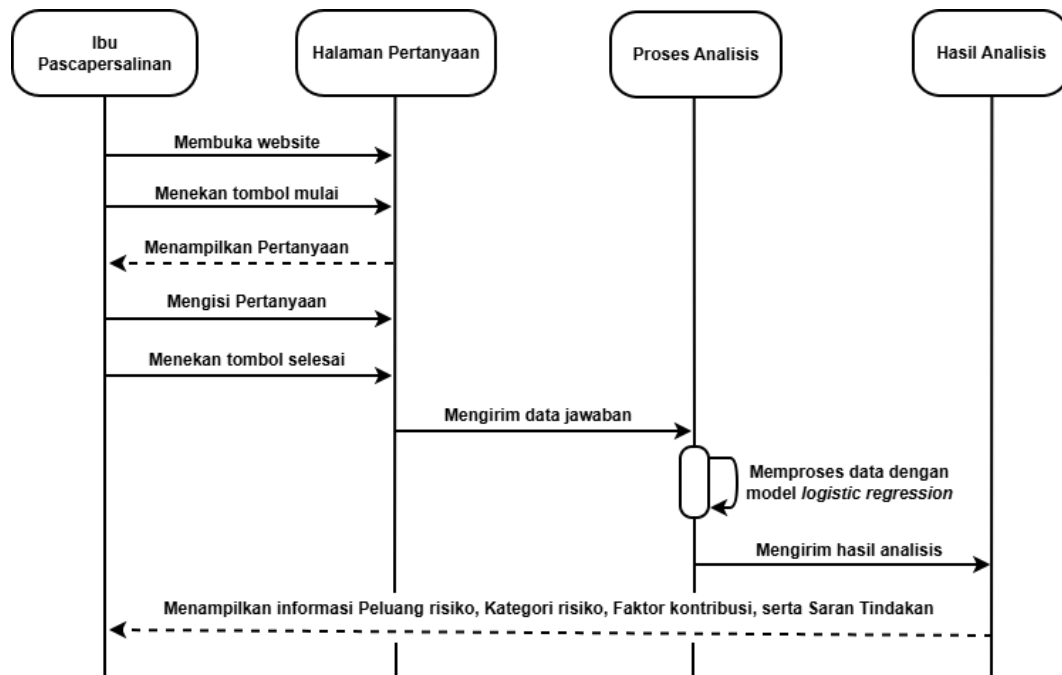 Ibu
Pascapersalinan
Halaman Pertanyaan
Proses Analisis
Hasil Analisis
Membuka website
Menekan tombol mulai
Menampilkan Pertanyaan
Mengisi Pertanyaan
Menekan tombol selesai
Mengirim data jawaban
Memproses data dengan
model logistic regression
Mengirim hasil analisis
Menampilkan informasi Peluang risiko, Kategori risiko, Faktor kontribusi, serta Saran Tindakan